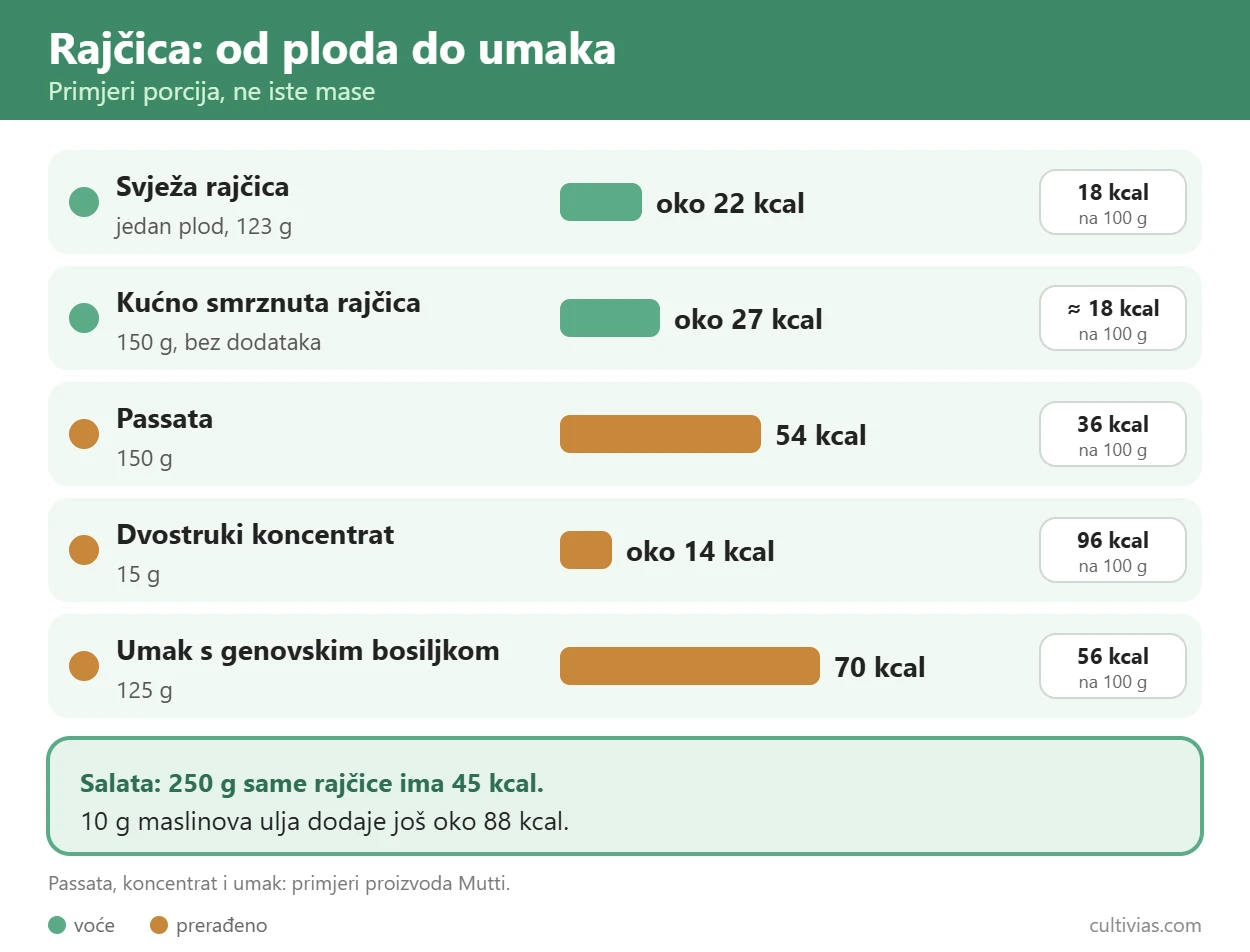 Rajčica: od ploda do umaka
Primjeri porcija, ne iste mase
Svježa rajčica
jedan plod, 123 g
oko 22 kcal
18 kcal
na 100 g
Kućno smrznuta rajčica
150 g, bez dodataka
oko 27 kcal
≈ 18 kcal
na 100 g
Passata
150 g
54 kcal
36 kcal
na 100 g
Dvostruki koncentrat
15 g
oko 14 kcal
96 kcal
na 100 g
Umak s genovskim bosiljkom
125 g
70 kcal
56 kcal
na 100 g
Salata: 250 g same rajčice ima 45 kcal.
10 g maslinova ulja dodaje još oko 88 kcal.
Passata, koncentrat i umak: primjeri proizvoda Mutti.
voće
prerađeno
cultivias.com